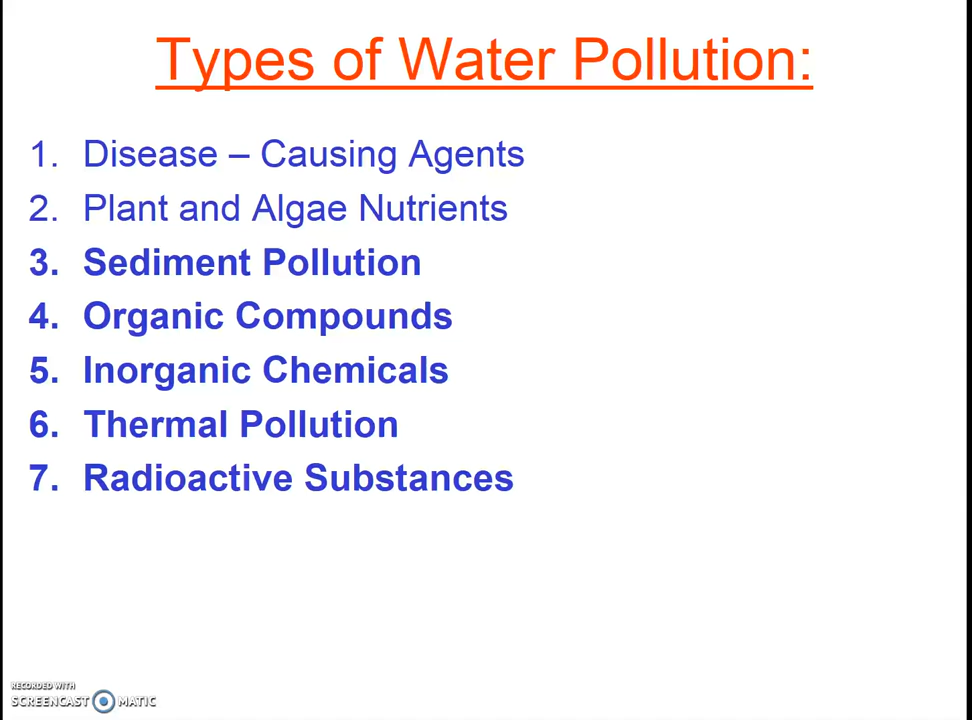 Types of Water Pollution:
1. Disease – Causing Agents
2. Plant and Algae Nutrients
3. Sediment Pollution
4. Organic Compounds
5. Inorganic Chemicals
6. Thermal Pollution
7. Radioactive Substances
RECORDED WITH
SCREENCAST MATIC